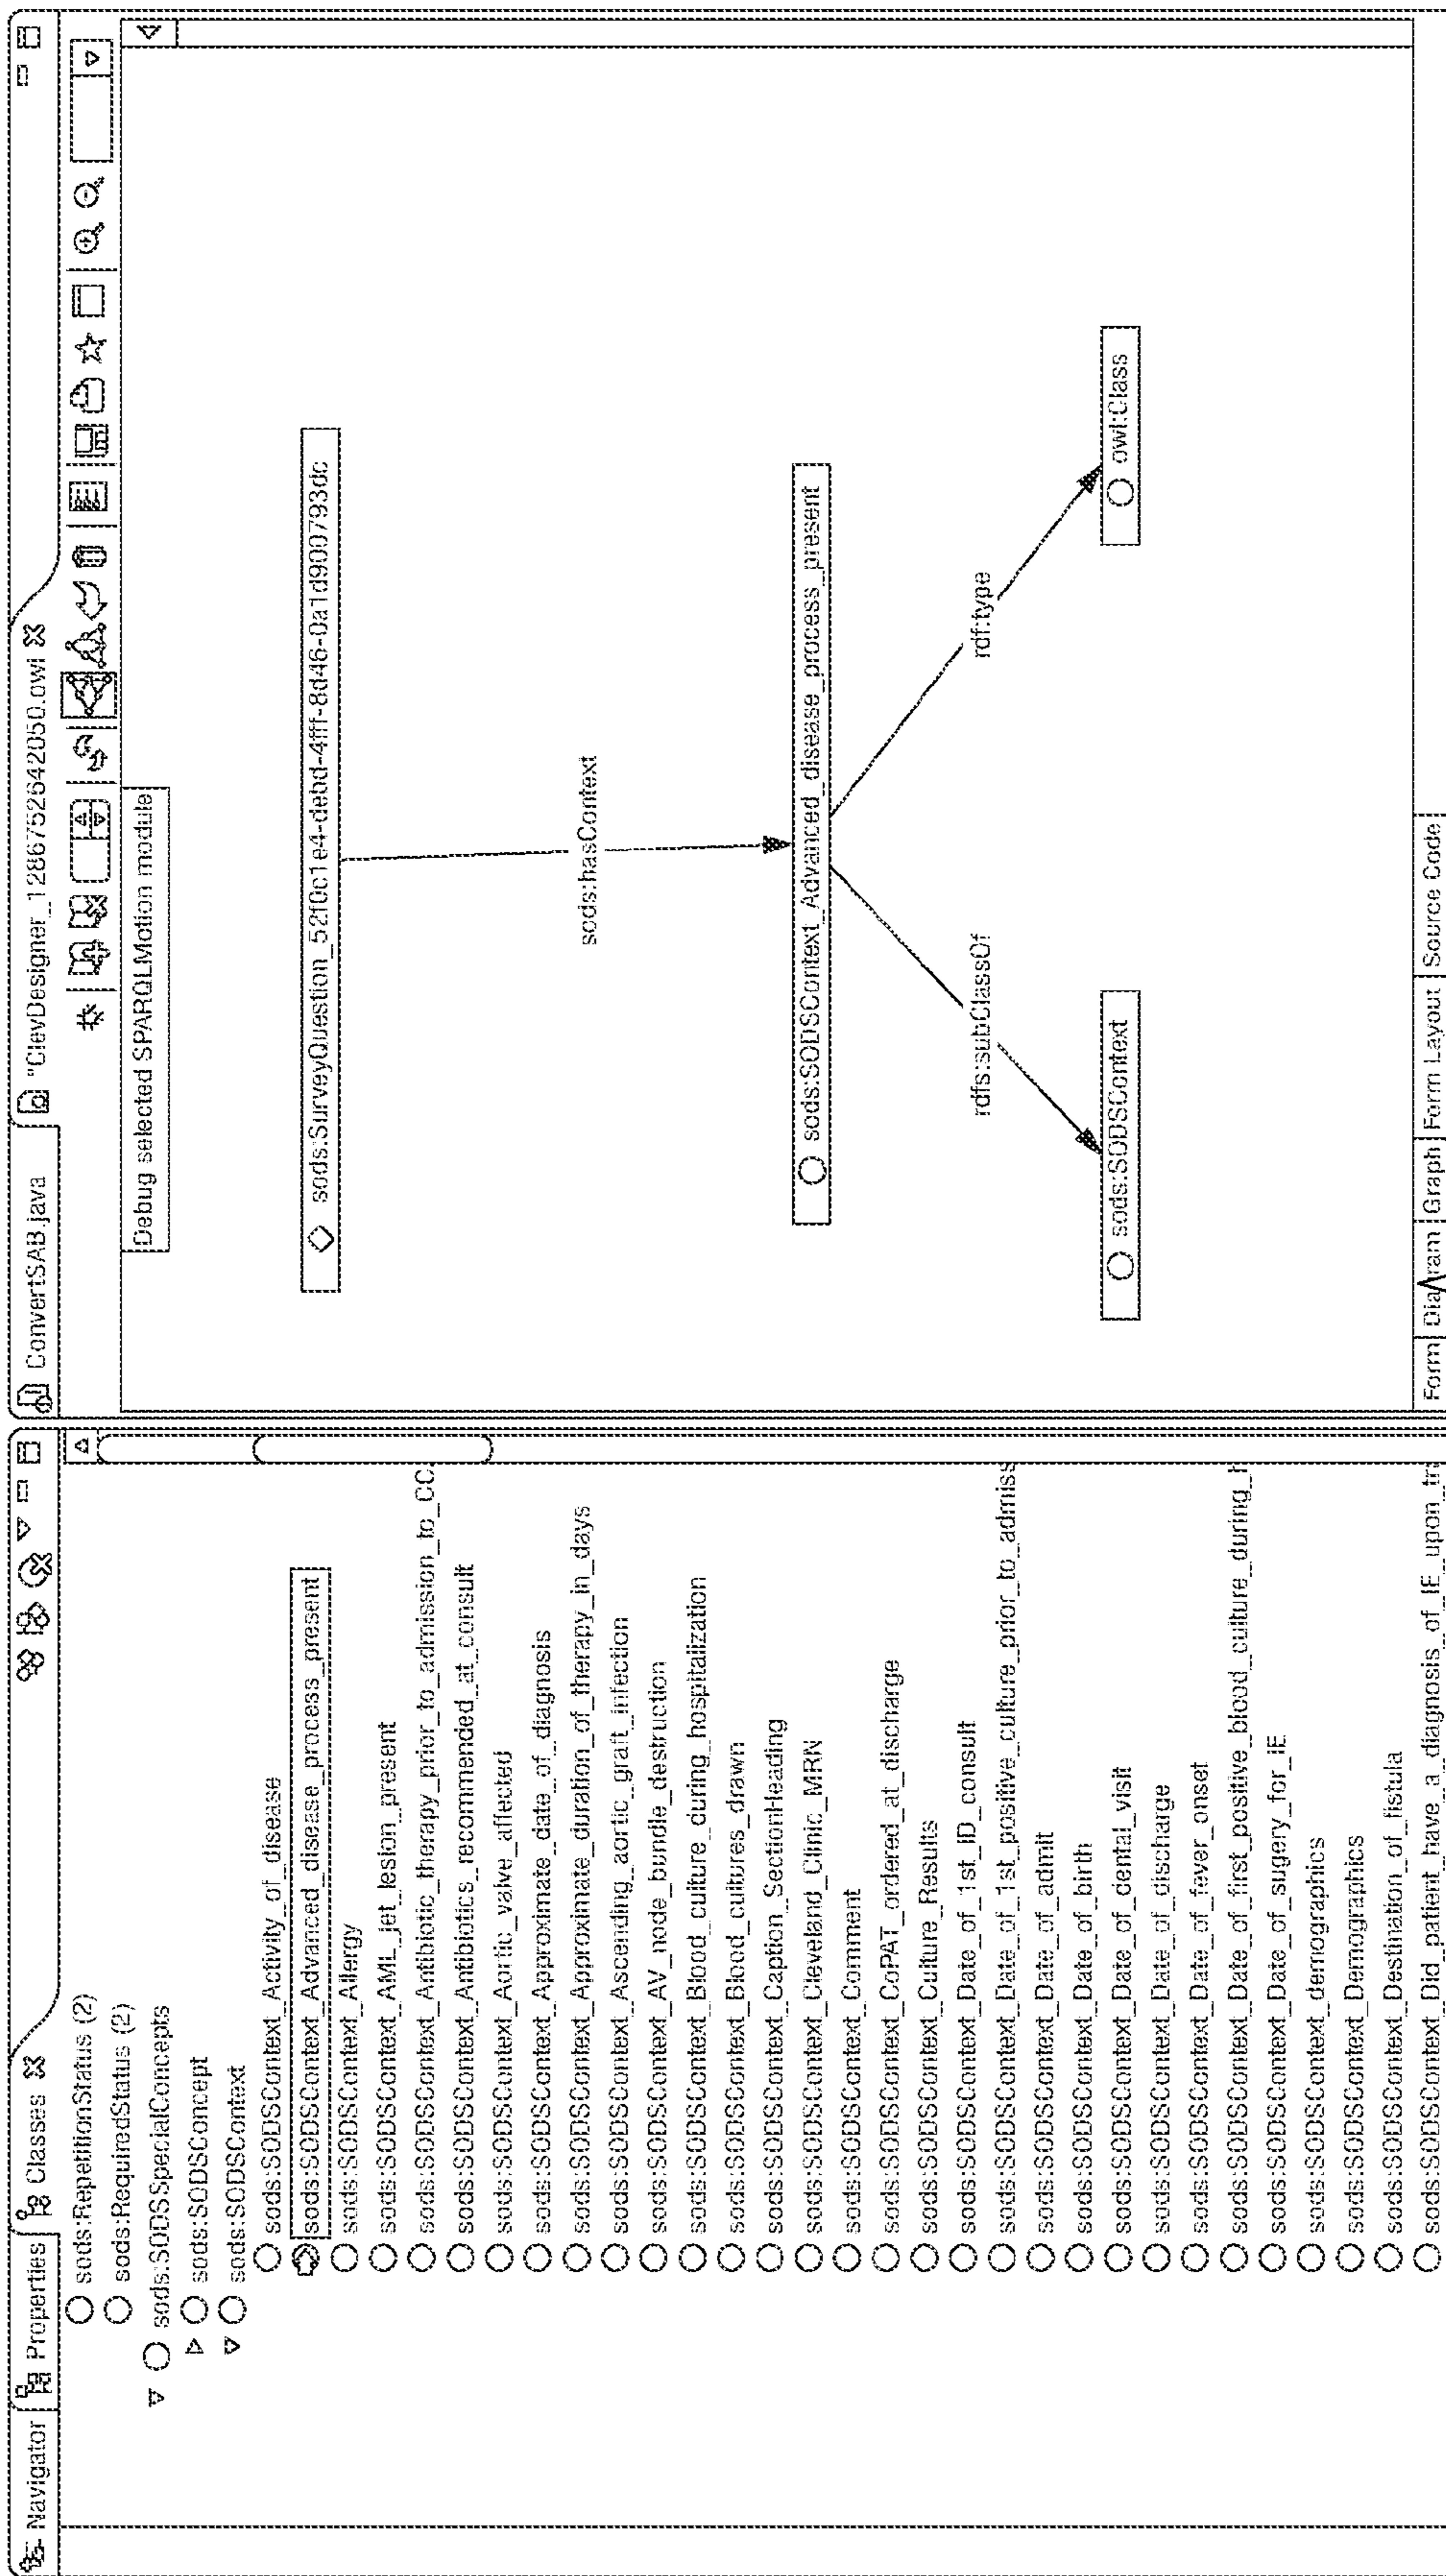 Navigator
Properties
Classes
sods:RepetitionStatus (2)
sods:RequiredStatus (2)
sods:SODSSpecialConcepts
sods:SODSConcept
sods:SODSContext
sods:SODSContext_Activity_of_disease
sods:SODSContext_Advanced_disease_process_present
sods:SODSContext_Allergy
sods:SODSContext_AML_jet_lesion_present
sods:SODSContext_Antibiotic_therapy_prior_to_admission_to_CC
sods:SODSContext_Antibiotics_recommended_at_consult
sods:SODSContext_Aortic_valve_affected
sods:SODSContext_Approximate_date_of_diagnosis
sods:SODSContext_Approximate_duration_of_therapy_in_days
sods:SODSContext_Ascending_aortic_graft_infection
sods:SODSContext_AV_node_bundle_destruction
sods:SODSContext_Blood_culture_during_hospitalization
sods:SODSContext_Blood_cultures_drawn
sods:SODSContext_Caption_SectionHeading
sods:SODSContext_Cleveland_Clinic_MRN
sods:SODSContext_Comment
sods:SODSContext_CoPAT_ordered_at_discharge
sods:SODSContext_Culture_Results
sods:SODSContext_Date_of_1st_ID_consult
sods:SODSContext_Date_of_1st_positive_culture_prior_to_admiss
sods:SODSContext_Date_of_admit
sods:SODSContext_Date_of_birth
sods:SODSContext_Date_of_dental_visit
sods:SODSContext_Date_of_discharge
sods:SODSContext_Date_of_fever_onset
sods:SODSContext_Date_of_first_positive_blood_culture_during_h
sods:SODSContext_Date_of_sugery_for_IE
sods:SODSContext_demographics
sods:SODSContext_Demographics
sods:SODSContext_Destination_of_fistula
sods:SODSContext_Did_patient_have_a_diagnosis_of_IE_upon_tra
ConvertSAB.java
"ClevDesigner_1286752642050.owl
Debug selected SPARQLMotion module
sods:SurveyQuestion_52f0c1e4-debd-4fff-8d46-0a1d900793dc
sods:hasContext
sods:SODSContext_Advanced_disease_process_present
rdfs:subClassOf
rdf:type
sods:SODSContext
owl:Class
Form
Diagram
Graph
Form Layout
Source Code